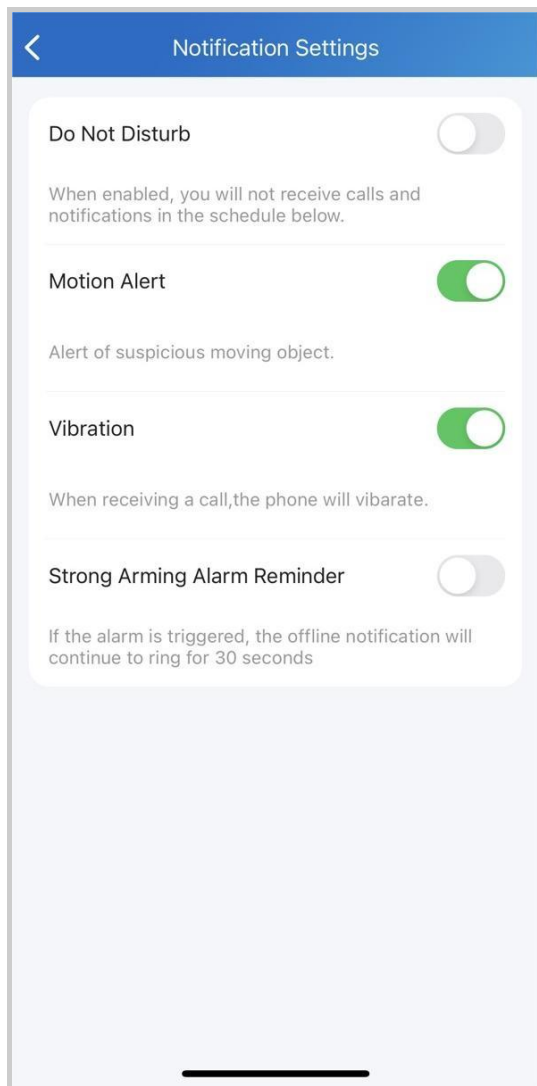 Notification Settings
Do Not Disturb
When enabled, you will not receive calls and
notifications in the schedule below.
Motion Alert
Alert of suspicious moving object.
Vibration
When receiving a call,the phone will vibarate.
Strong Arming Alarm Reminder
If the alarm is triggered, the offline notification will
continue to ring for 30 seconds